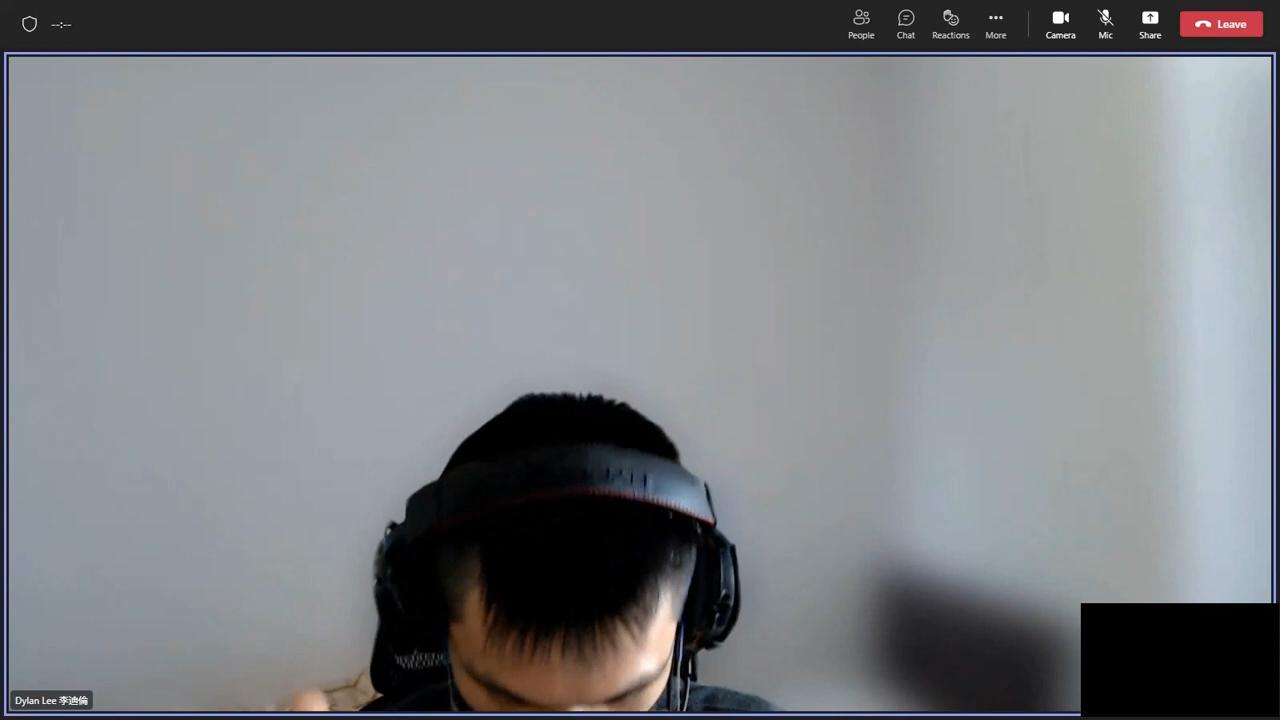 --:--
People
Chat
Reactions
More
Camera
Mic
Share
Leave
Dylan Lee 李迪倫